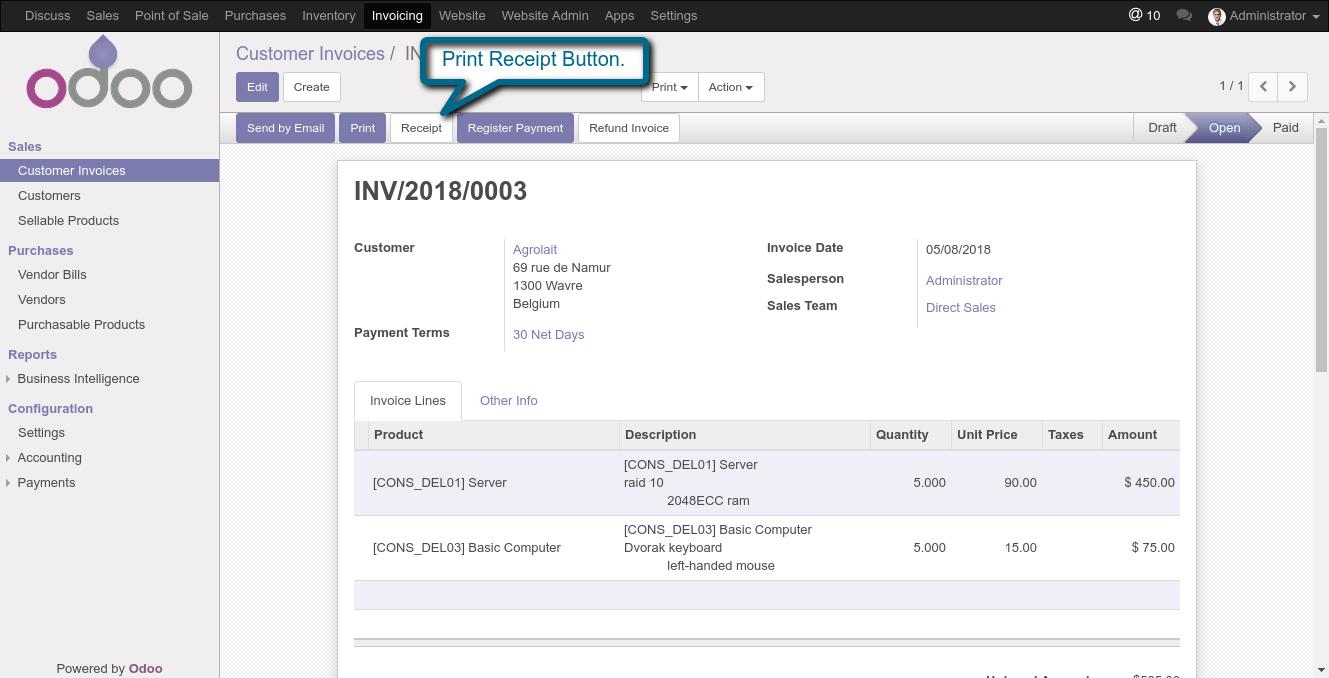 Discuss Sales Point of Sale Purchases Inventory Invoicing Website Website Admin Apps Settings @ 10 Administrator
odoo
Customer Invoices / IN
Print Receipt Button.
Edit Create Print Action 1 / 1
Send by Email Print Receipt Register Payment Refund Invoice Draft Open Paid
Sales
Customer Invoices
Customers
Sellable Products
Purchases
Vendor Bills
Vendors
Purchasable Products
Reports
Business Intelligence
Configuration
Settings
Accounting
Payments
Powered by Odoo
INV/2018/0003
Customer Agrolait
69 rue de Namur
1300 Wavre
Belgium
Payment Terms 30 Net Days
Invoice Date 05/08/2018
Salesperson Administrator
Sales Team Direct Sales
Invoice Lines Other Info
Product Description Quantity Unit Price Taxes Amount
[CONS_DEL01] Server [CONS_DEL01] Server
raid 10
2048ECC ram
5.000 90.00 $ 450.00
[CONS_DEL03] Basic Computer [CONS_DEL03] Basic Computer
Dvorak keyboard
left-handed mouse
5.000 15.00 $ 75.00